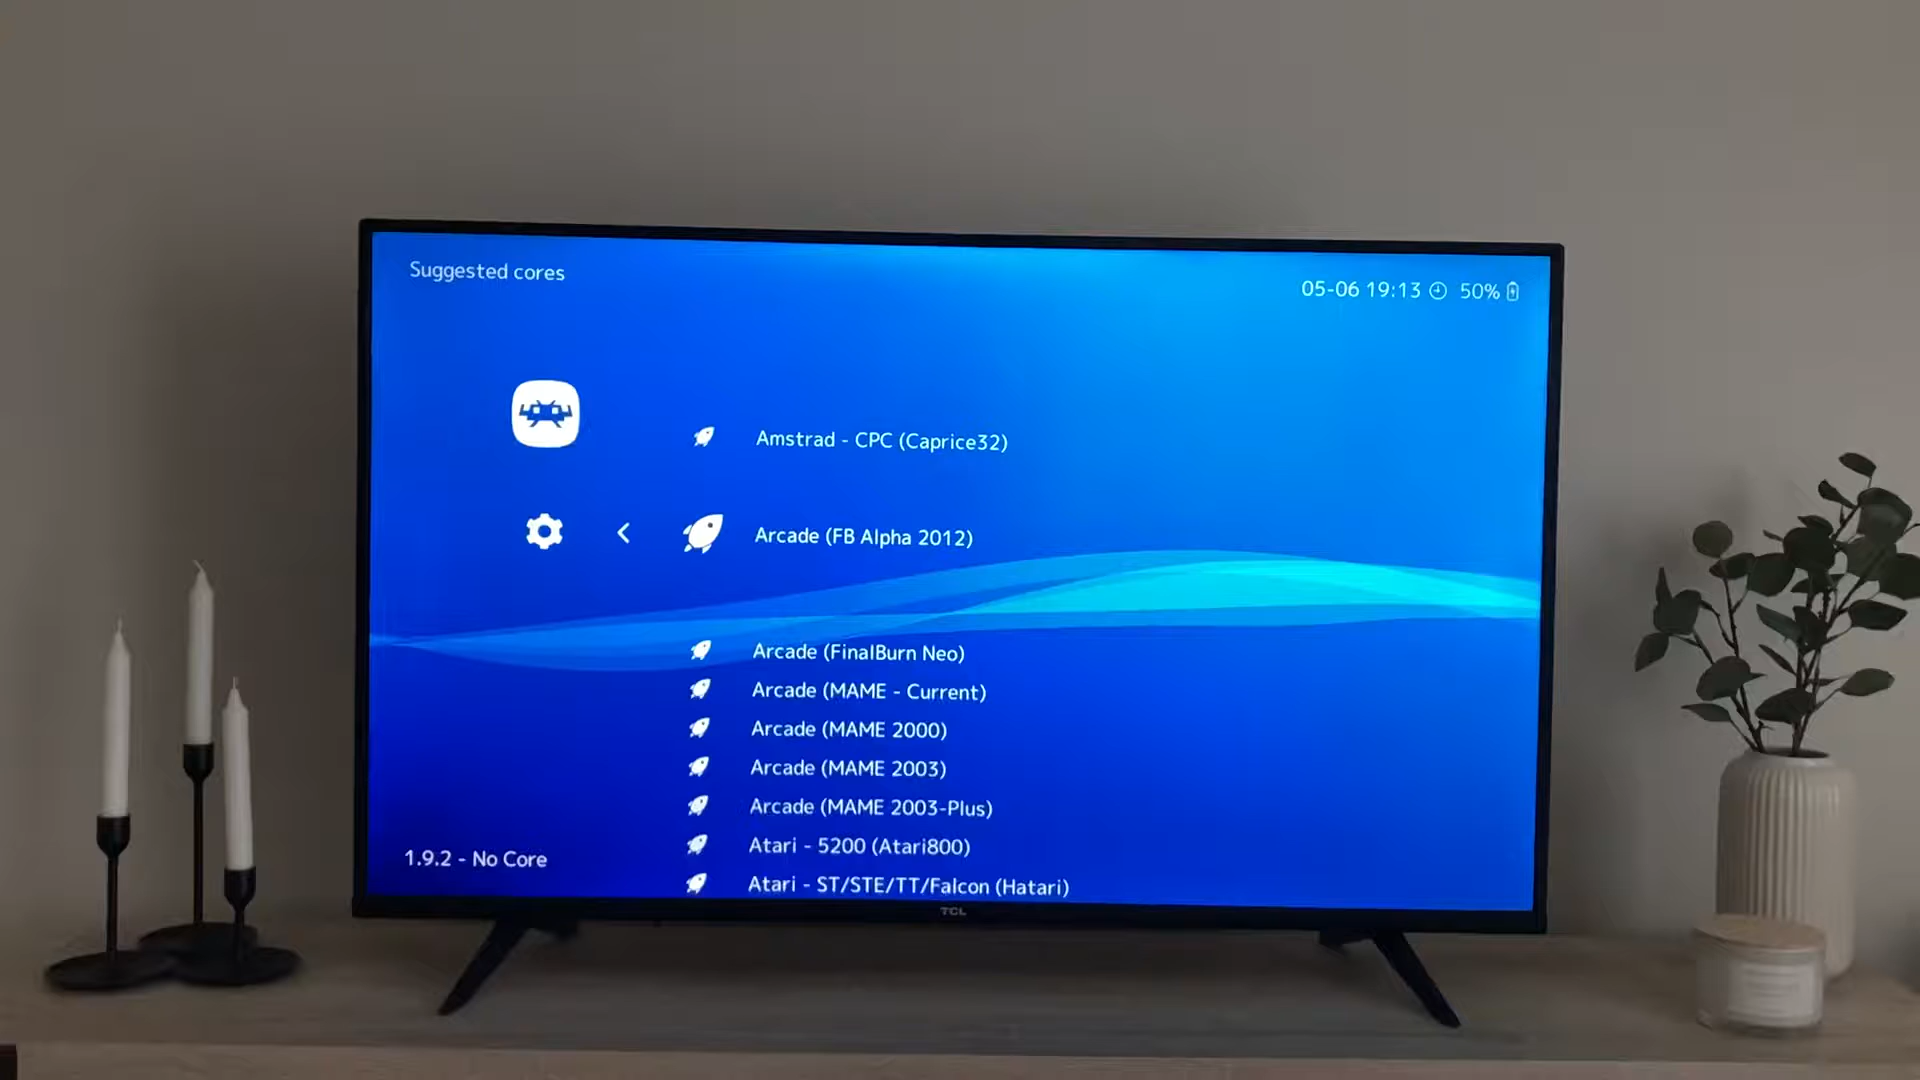 Suggested cores
05-06 19:13 50%
Amstrad - CPC (Caprice32)
Arcade (FB Alpha 2012)
Arcade (FinalBurn Neo)
Arcade (MAME - Current)
Arcade (MAME 2000)
Arcade (MAME 2003)
Arcade (MAME 2003-Plus)
Atari - 5200 (Atari800)
Atari - ST/STE/TT/Falcon (Hatari)
1.9.2 - No Core
TCL